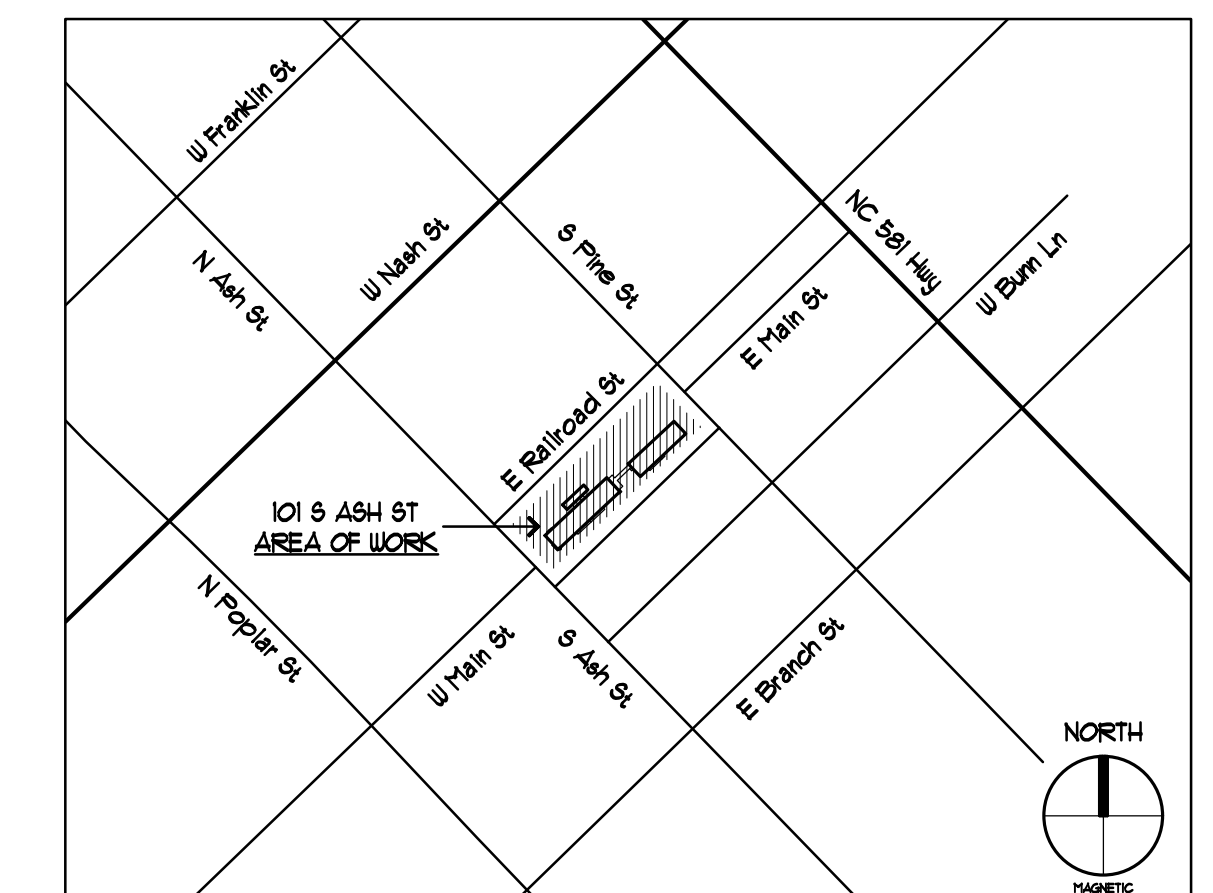 W Franklin St
N Ash St
W Nash St
S Pine St
NC 581 Hwy
W Bunn Ln
E Main St
E Railroad St
101 S ASH ST
AREA OF WORK
N Poplar St
W Main St
S Ash St
E Branch St
NORTH
MAGNETIC